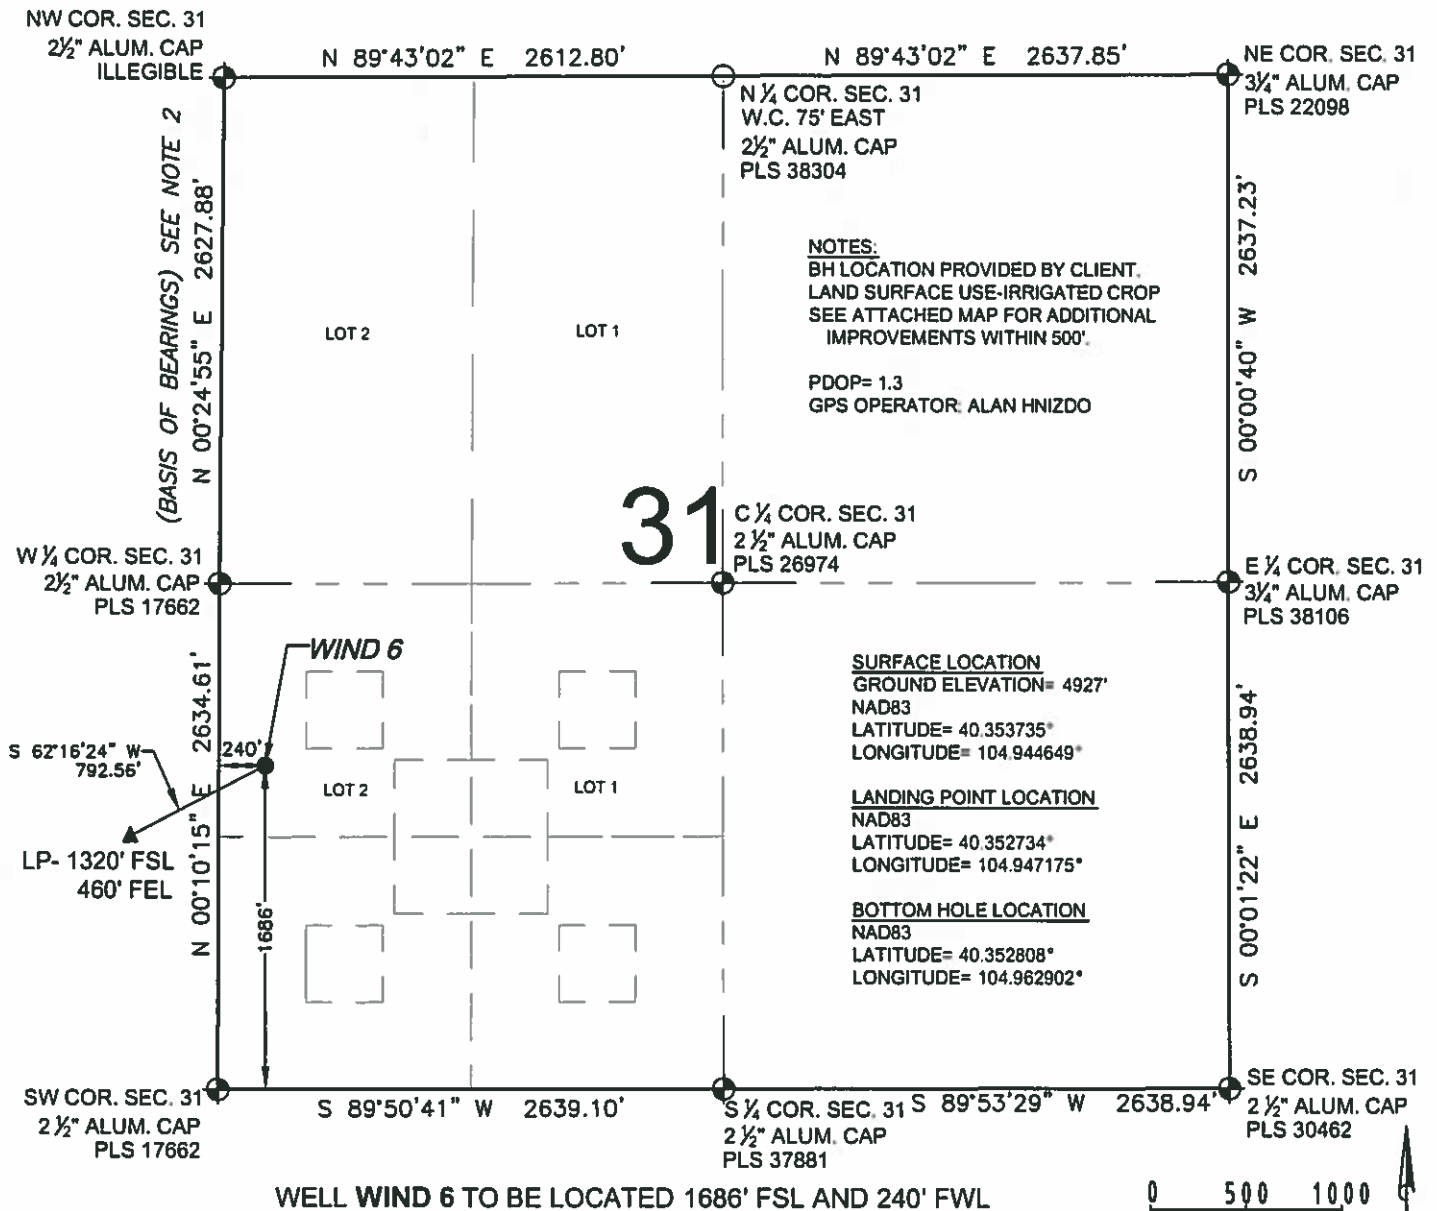 NW COR. SEC. 31
2½" ALUM. CAP
ILLEGIBLE
N 89°43'02" E 2612.80'
N 89°43'02" E 2637.85'
NE COR. SEC. 31
3¼" ALUM. CAP
PLS 22098
N ¼ COR. SEC. 31
W.C. 75' EAST
2½" ALUM. CAP
PLS 38304
(BASIS OF BEARINGS) SEE NOTE 2
N 00°24'55" E 2627.88'
S 00°00'40" W 2637.23'
NOTES:
BH LOCATION PROVIDED BY CLIENT.
LAND SURFACE USE-IRRIGATED CROP
SEE ATTACHED MAP FOR ADDITIONAL
IMPROVEMENTS WITHIN 500'.
PDOP= 1.3
GPS OPERATOR: ALAN HNIZDO
LOT 2
LOT 1
31
C ¼ COR. SEC. 31
2 ½" ALUM. CAP
PLS 26974
W ¼ COR. SEC. 31
2½" ALUM. CAP
PLS 17662
E ¼ COR. SEC. 31
3¼" ALUM. CAP
PLS 38106
WIND 6
N 00°10'15" E 2634.61'
S 62°16'24" W
792.56'
240'
LOT 2
LOT 1
LP- 1320' FSL
460' FEL
1686'
SURFACE LOCATION
GROUND ELEVATION= 4927'
NAD83
LATITUDE= 40.353735°
LONGITUDE= 104.944649°
LANDING POINT LOCATION
NAD83
LATITUDE= 40.352734°
LONGITUDE= 104.947175°
BOTTOM HOLE LOCATION
NAD83
LATITUDE= 40.352808°
LONGITUDE= 104.962902°
S 00°01'22" E 2638.94'
SW COR. SEC. 31
2 ½" ALUM. CAP
PLS 17662
S 89°50'41" W 2639.10'
S ¼ COR. SEC. 31
2 ½" ALUM. CAP
PLS 37881
S 89°53'29" W 2638.94'
SE COR. SEC. 31
2 ½" ALUM. CAP
PLS 30462
WELL WIND 6 TO BE LOCATED 1686' FSL AND 240' FWL
0 500 1000